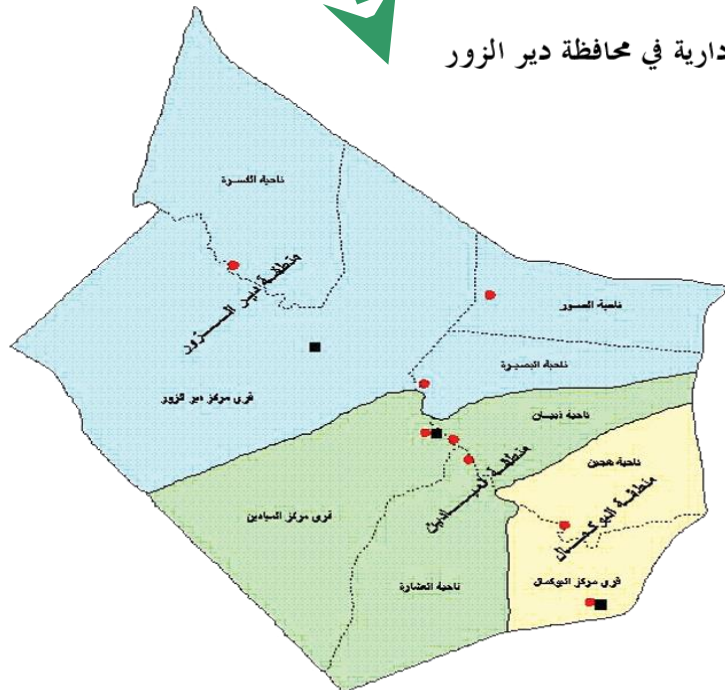 دارية في محافظة دير الزور
ناحية الكسرة
منطقة دير الزور
ناحية الصور
ناحية البصيرة
قرى مركز دير الزور
ناحية ذيبان
ناحية هجين
منطقة الميادين
منطقة البوكمال
قرى مركز الميادين
ناحية العشارة
قرى مركز البوكمال